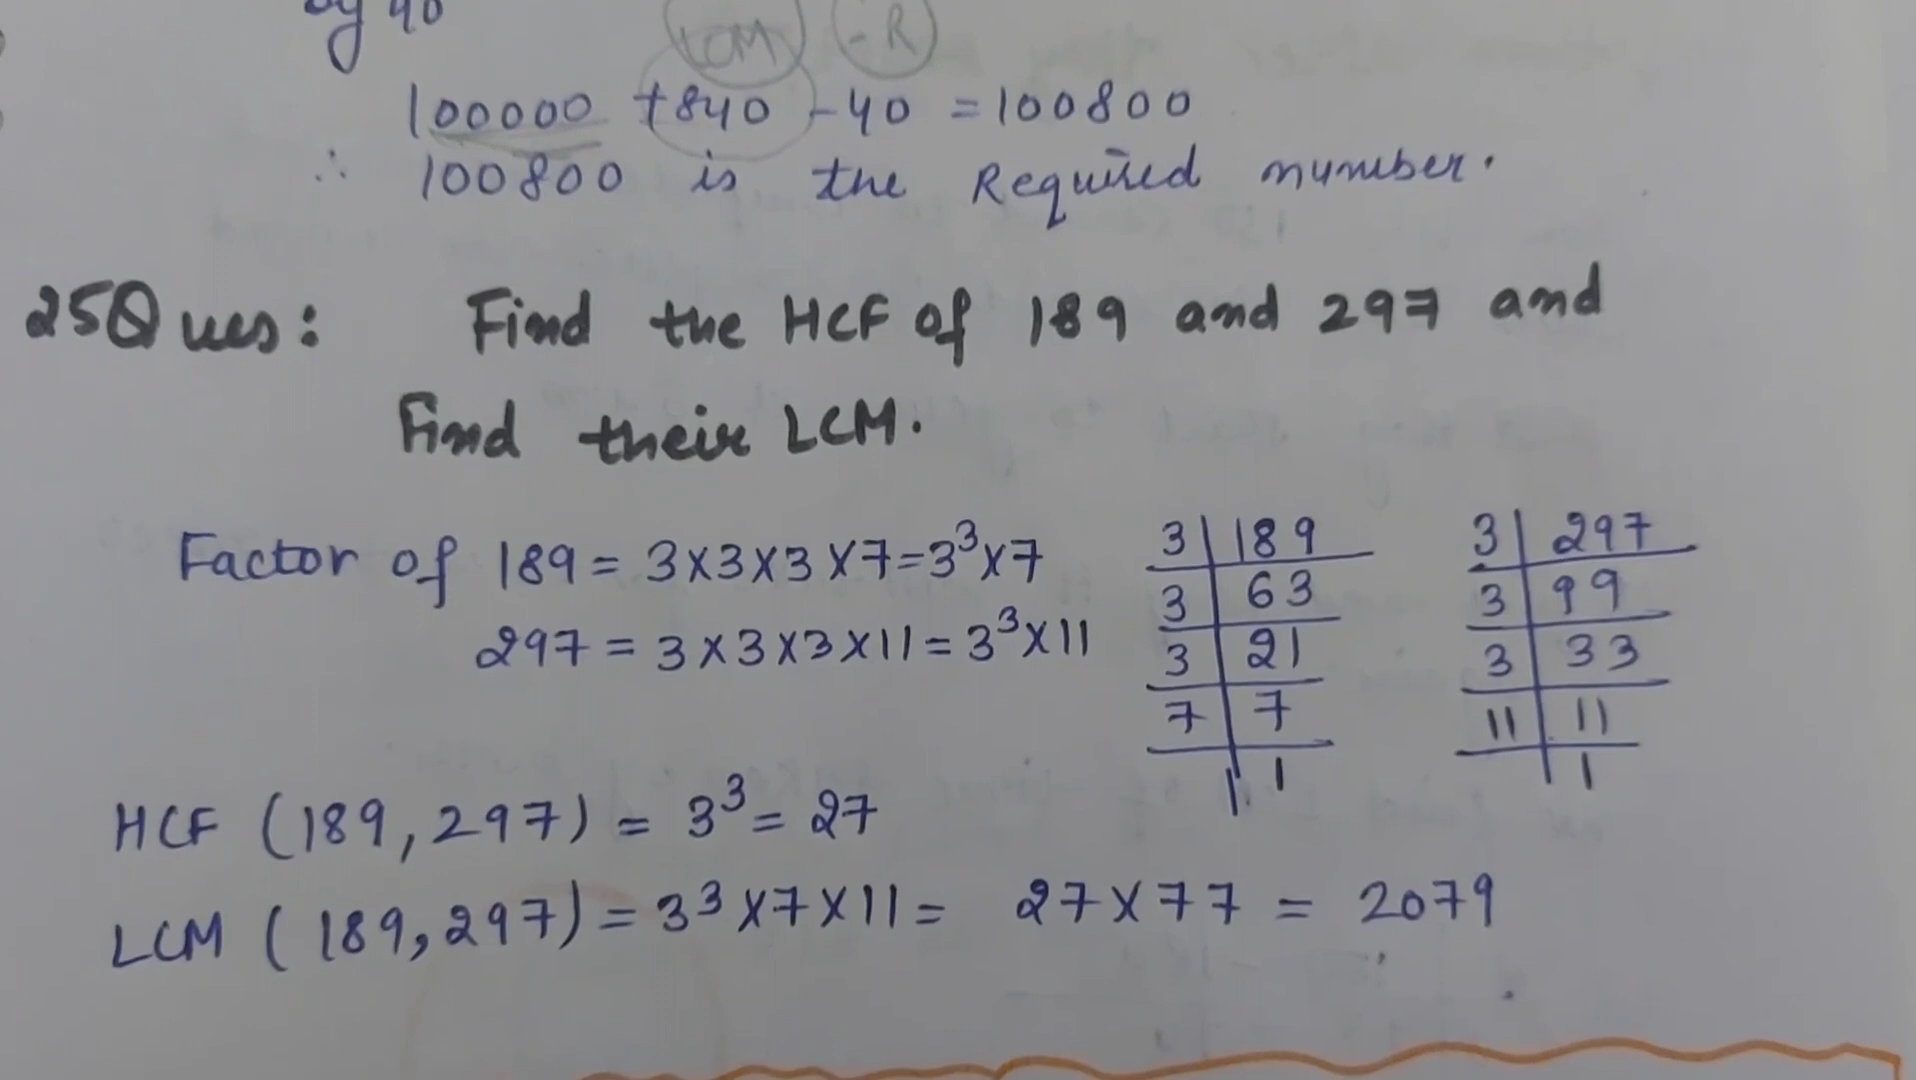 by 40
LCM -R
100000 + 840 - 40 = 100800
∴ 100800 is the Required number.
25Ques: Find the HCF of 189 and 297 and
Find their LCM.
Factor of 189 = 3×3×3×7=3³×7
297 = 3×3×3×11=3³×11
3 | 189
3 | 63
3 | 21
7 | 7
1
3 | 297
3 | 99
3 | 33
11 | 11
1
HCF (189, 297) = 3³ = 27
LCM (189, 297) = 3³×7×11 = 27×77 = 2079